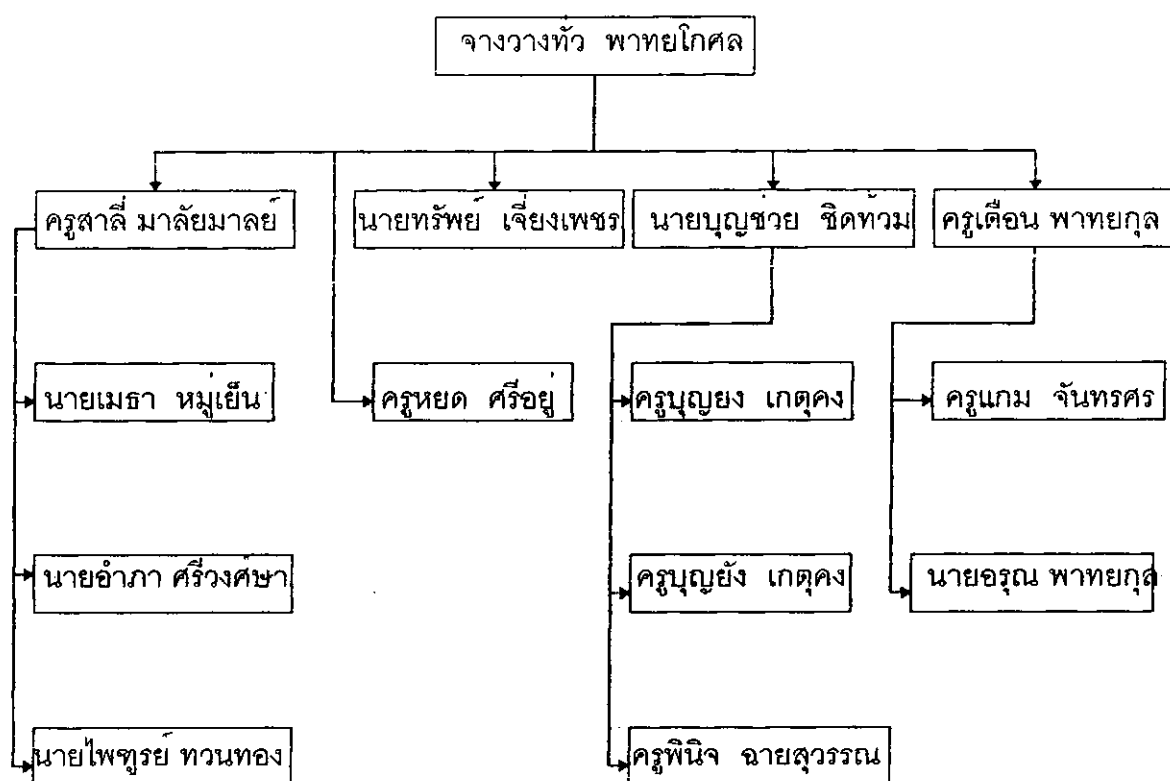 จางวางทั่ว พาทยโกศล
ครูสาลี่ มาลัยมาลย์
นายทรัพย์ เจี่ยงเพชร
นายบุญช่วย ชิดท้วม
ครูเตือน พาทยกุล
นายเมธา หมู่เย็น
ครูหยด ศรีอยู่
ครูบุญยง เกตุคง
ครูแกม จันทรศร
นายอำภา ศรีวงศ์ษา
ครูบุญยัง เกตุคง
นายอรุณ พาทยกุล
นายไพฑูรย์ ทวนทอง
ครูพินิจ ฉายสุวรรณ